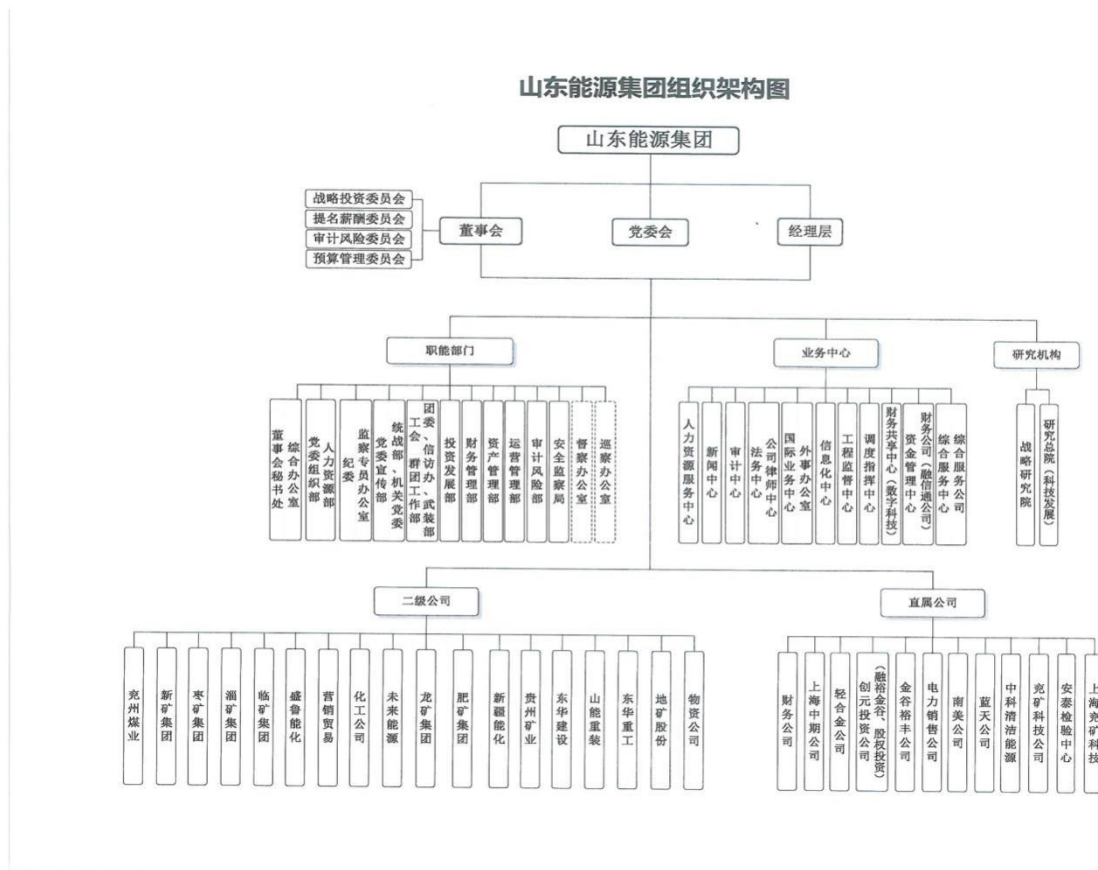 山东能源集团组织架构图
山东能源集团
战略投资委员会
提名薪酬委员会
审计风险委员会
预算管理委员会
董事会
党委会
经理层
职能部门
业务中心
研究机构
综合办公室
董事会秘书处
人力资源部
党委组织部
监察专员办公室
纪委
统战部、机关党委
党委宣传部
团委、信访办、武装部
工会、群团工作部
投资发展部
财务管理部
资产管理部
运营管理部
审计风险部
安全监察局
督察办公室
巡察办公室
人力资源服务中心
新闻中心
审计中心
公司律师中心
法务中心
外事办公室
国际业务中心
信息化中心
工程监督中心
调度指挥中心
财务共享中心（数字科技）
财务公司（融信通公司）
资金管理中心
综合服务公司
综合服务中心
战略研究院
研究总院（科技发展）
二级公司
直属公司
兖州煤业
新矿集团
枣矿集团
淄矿集团
临矿集团
盛鲁能化
营销贸易
化工公司
未来能源
龙矿集团
肥矿集团
新疆能化
贵州矿业
东华建设
山能重装
东华重工
地矿股份
物资公司
财务公司
上海中期公司
轻合金公司
（融裕金谷、股权投资）
创元投资公司
金谷裕丰公司
电力销售公司
南美公司
蓝天公司
中科清洁能源
兖矿科技公司
安泰检验中心
上海兖矿科技